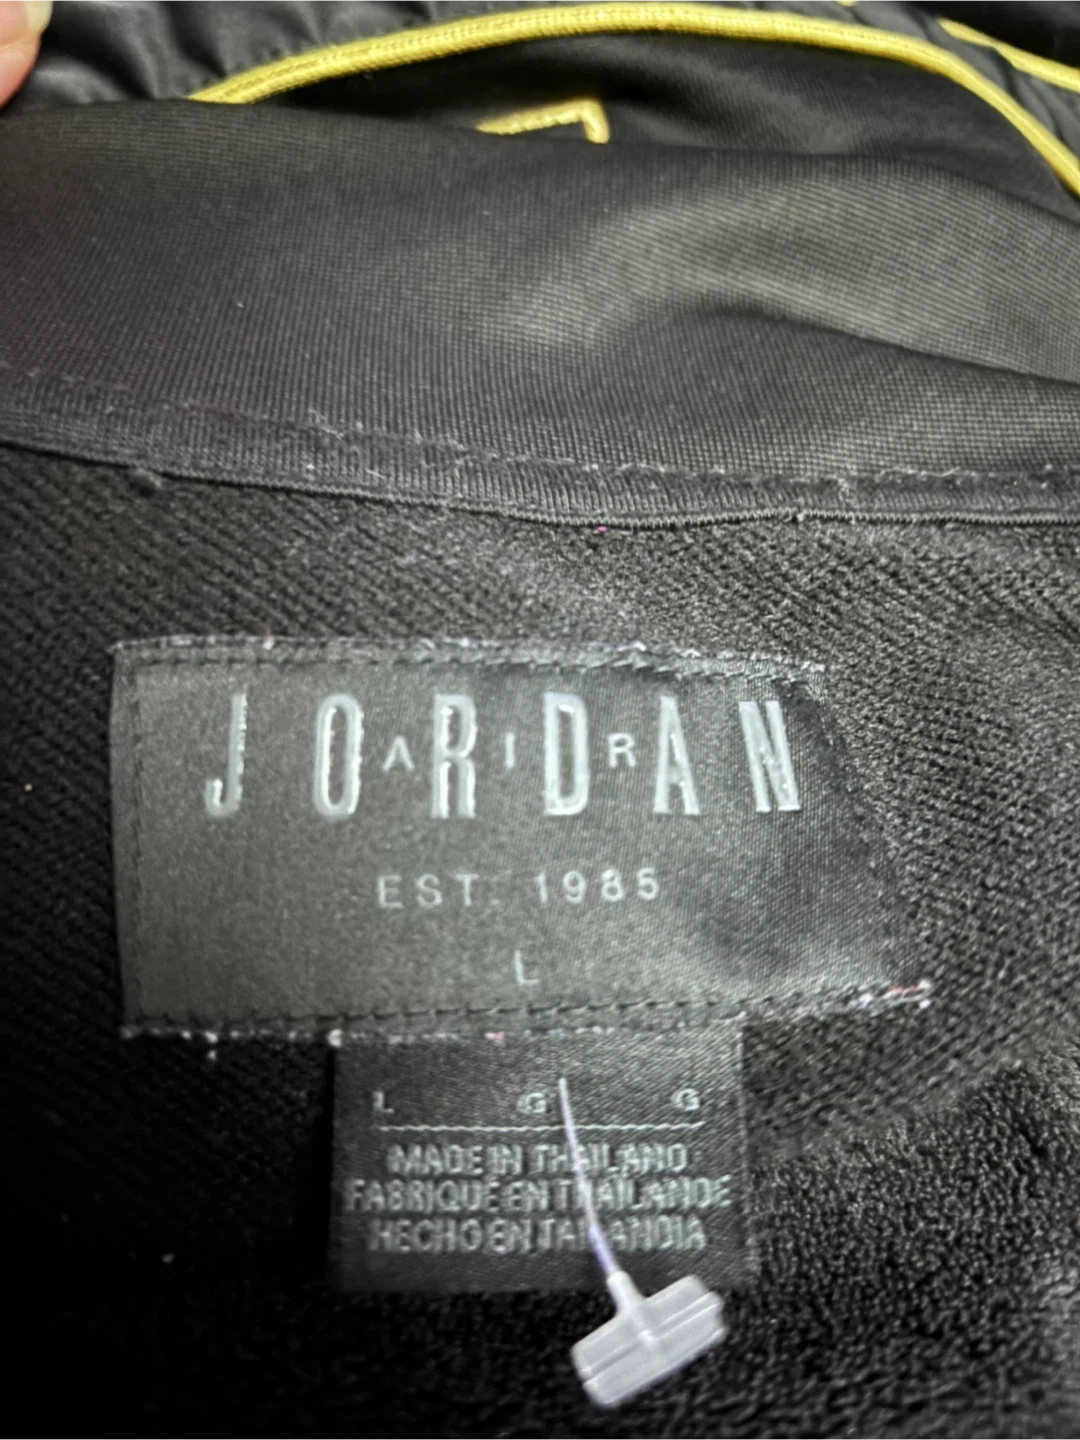 JORDAN
AIR
EST. 1985
L
L G G
MADE IN THAILAND
FABRIQUE EN THAILANDE
HECHO EN TAILANDIA